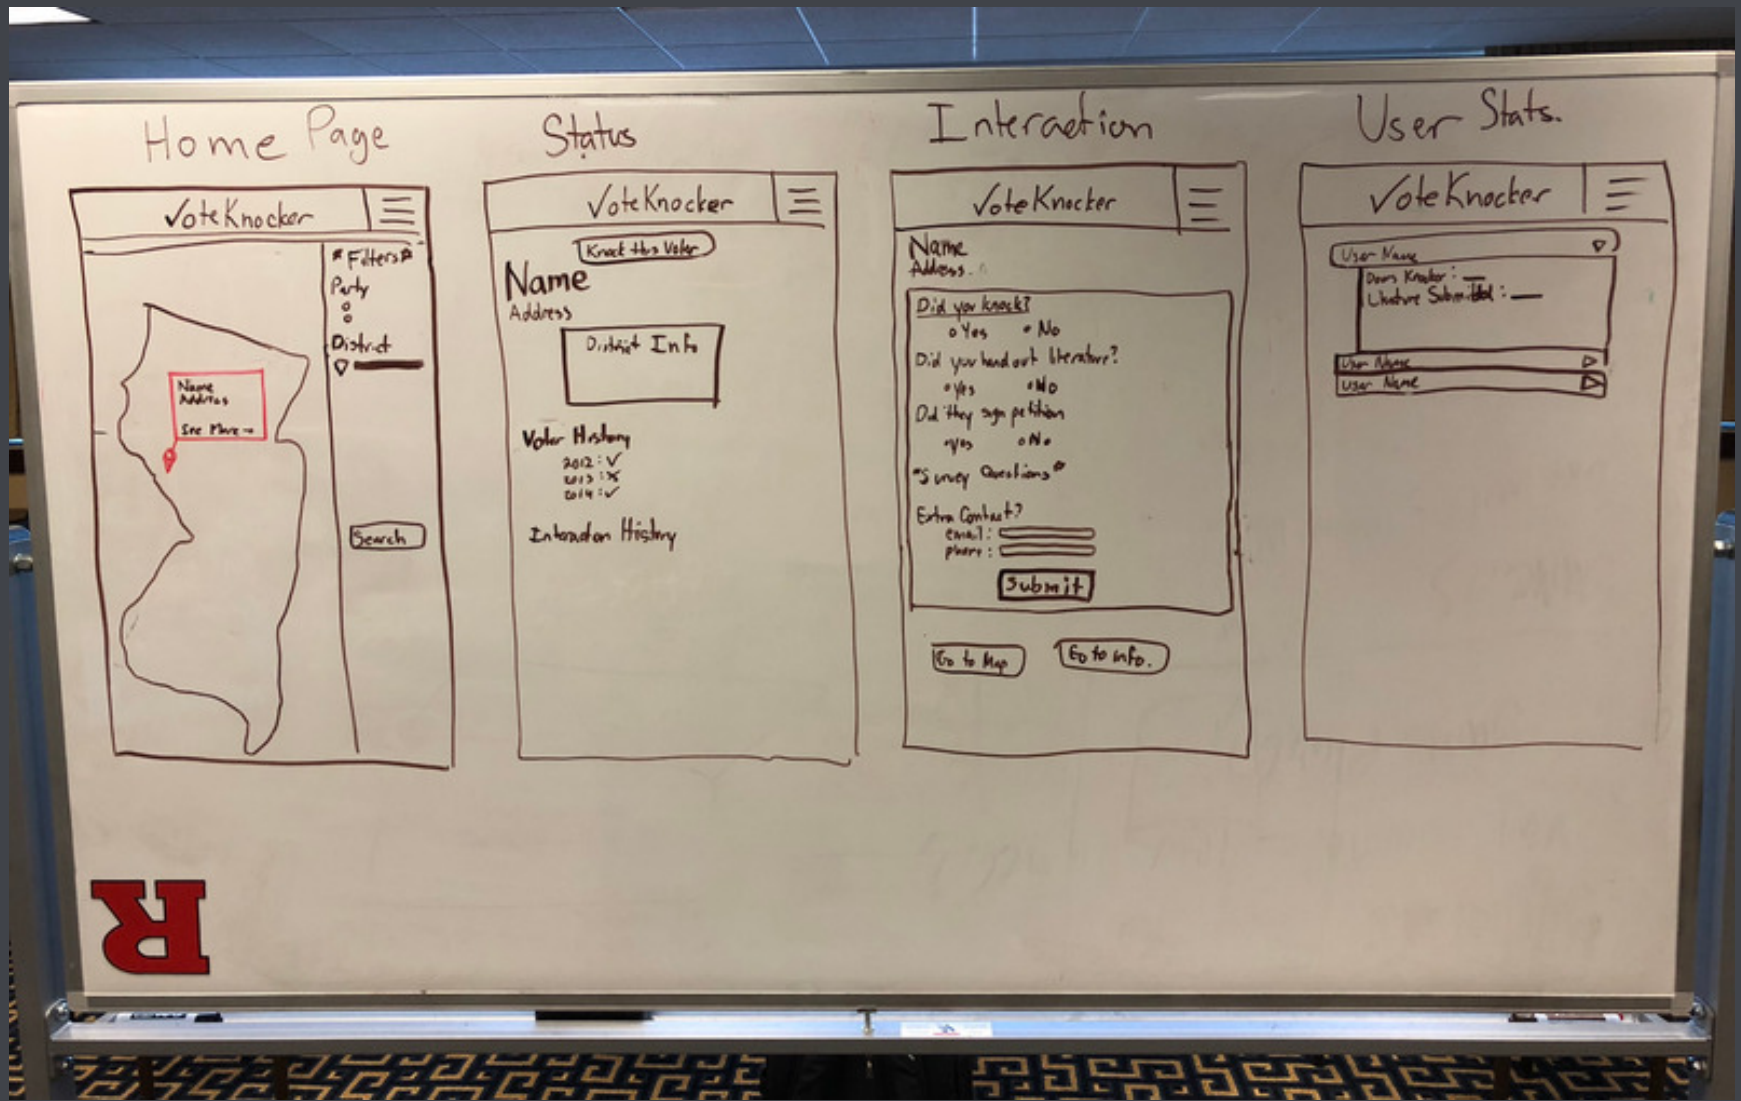 Home Page
VoteKnocker
*Filters*
Party
District
Name
Address
See More →
Search
Status
VoteKnocker
Knock this Voter
Name
Address
District Info
Voter History
2012: ✓
2013: X
2014: ✓
Interaction History
Interaction
VoteKnocker
Name
Address
Did you knock?
Yes No
Did you hand out literature?
Yes No
Did they sign petition
Yes No
*Survey Questions*
Extra Contact?
email:
phone:
Submit
Go to Map
Go to info.
User Stats.
VoteKnocker
User Name
Doors Knocked:
Literature Submitted:
User Name
User Name
R